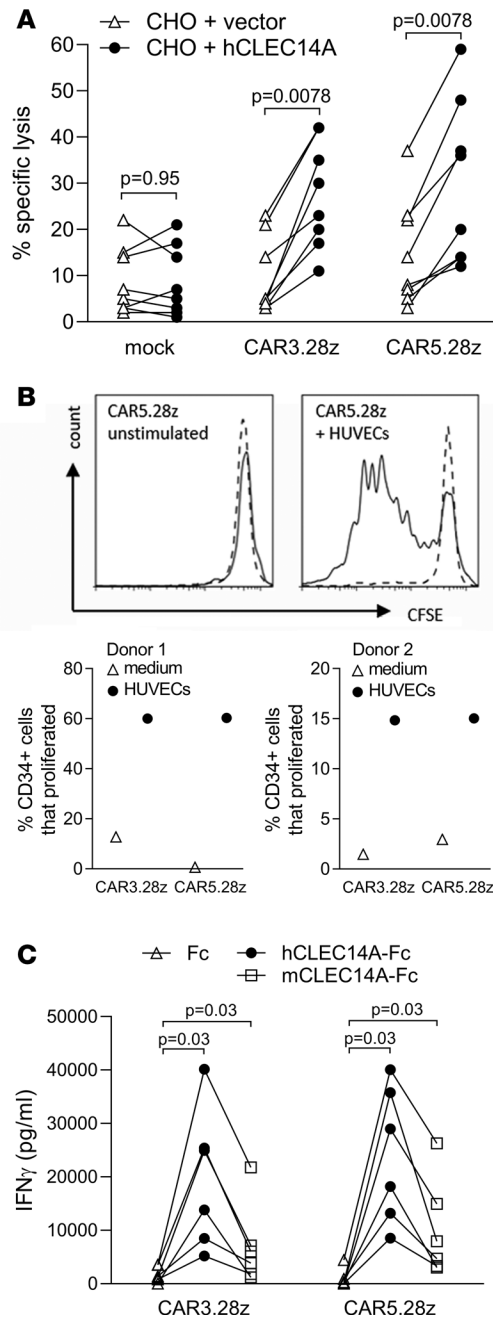 A
CHO + vector
CHO + hCLEC14A
% specific lysis
60
50
40
30
20
10
0
p=0.95
p=0.0078
p=0.0078
mock
CAR3.28z
CAR5.28z
B
count
CAR5.28z
unstimulated
CAR5.28z
+ HUVECs
CFSE
Donor 1
medium
HUVECs
% CD34+ cells
that proliferated
80
60
40
20
0
CAR3.28z
CAR5.28z
Donor 2
medium
HUVECs
% CD34+ cells
that proliferated
20
15
10
5
0
CAR3.28z
CAR5.28z
C
Fc
hCLEC14A-Fc
mCLEC14A-Fc
IFNγ (pg/ml)
50000
40000
30000
20000
10000
0
p=0.03
p=0.03
p=0.03
p=0.03
CAR3.28z
CAR5.28z